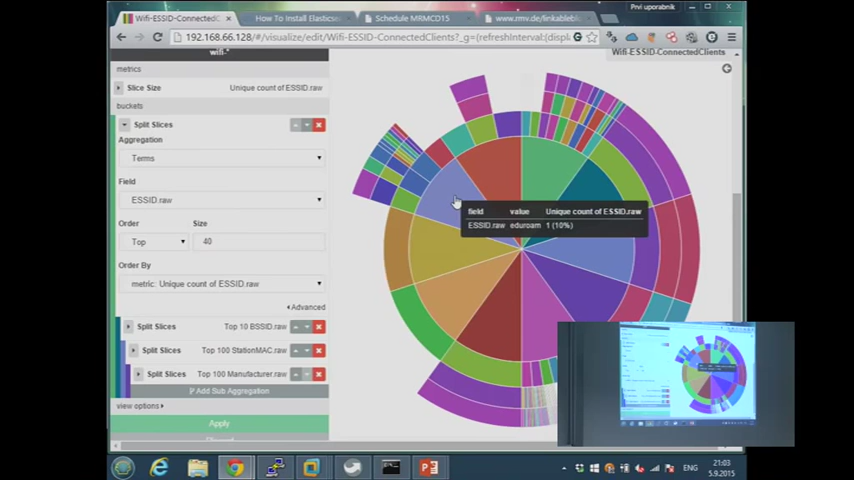 Prvi uporabnik
Wifi-ESSID-ConnectedC
How To Install Elasticse
Schedule MRMCD15
www.rmv.de/linkableble
192.168.66.128/#/visualize/edit/Wifi-ESSID-ConnectedClients?_g=(refreshInterval:(displ
wifi-*
Wifi-ESSID-ConnectedClients
metrics
Slice Size Unique count of ESSID.raw
buckets
Split Slices
Aggregation
Terms
Field
ESSID.raw
Order Size
Top 40
Order By
metric: Unique count of ESSID.raw
Advanced
Split Slices Top 10 BSSID.raw
Split Slices Top 100 StationMAC.raw
Split Slices Top 100 Manufacturer.raw
Add Sub Aggregation
view options
Apply
field value Unique count of ESSID.raw
ESSID.raw eduroam 1 (10%)
ENG
21:03
5.9.2015